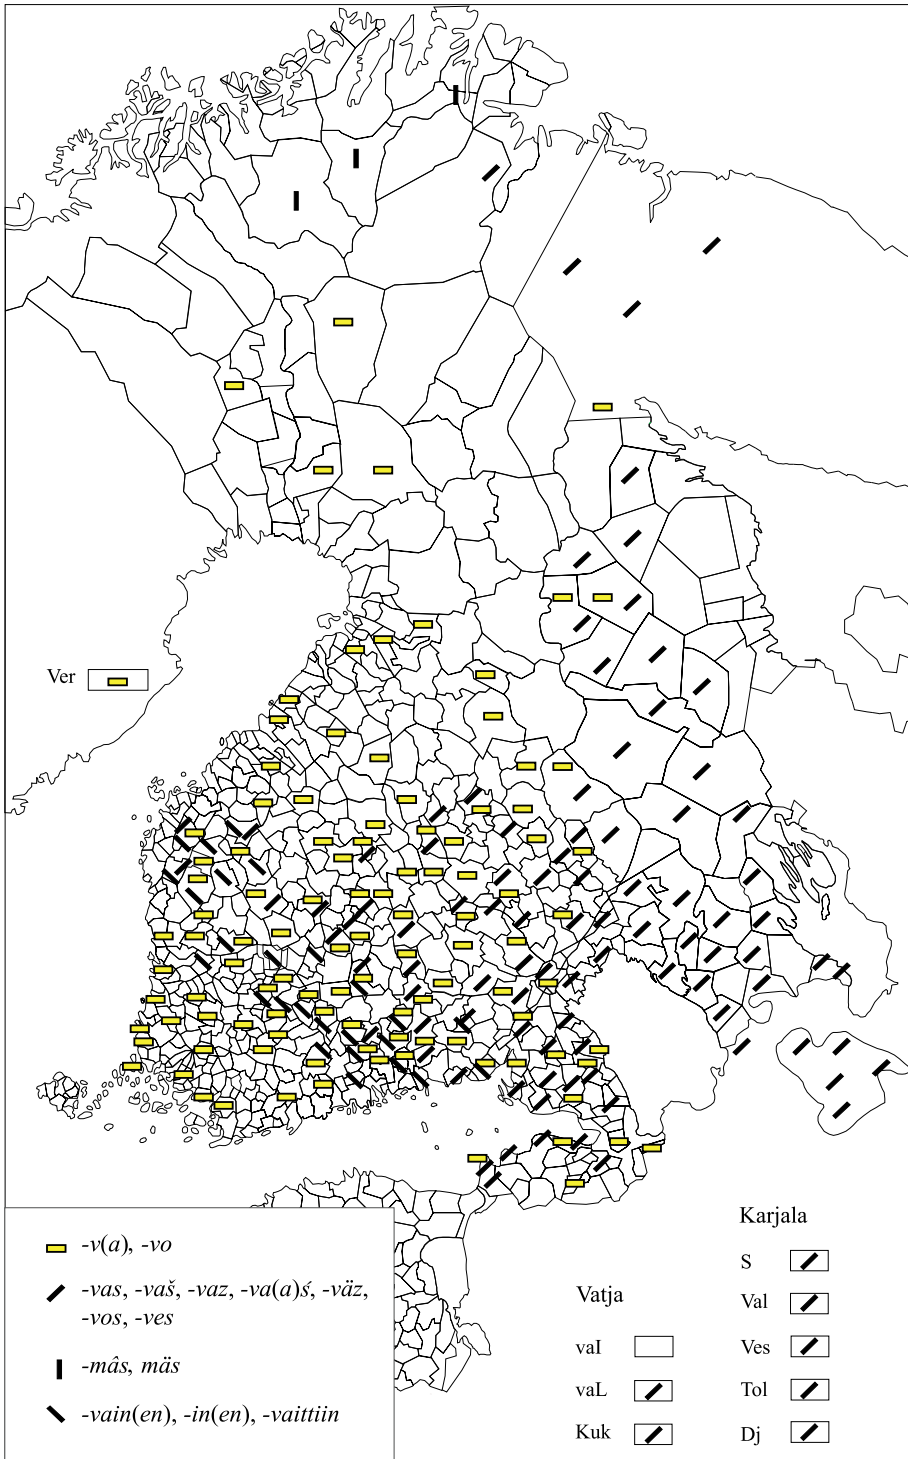 Ver
-v(a), -vo
-vas, -vaš, -vaz, -va(a)ś, -väz,
-vos, -ves
-mâs, mäs
-vain(en), -in(en), -vaittiin
Vatja
vaI
vaL
Kuk
Karjala
S
Val
Ves
Tol
Dj